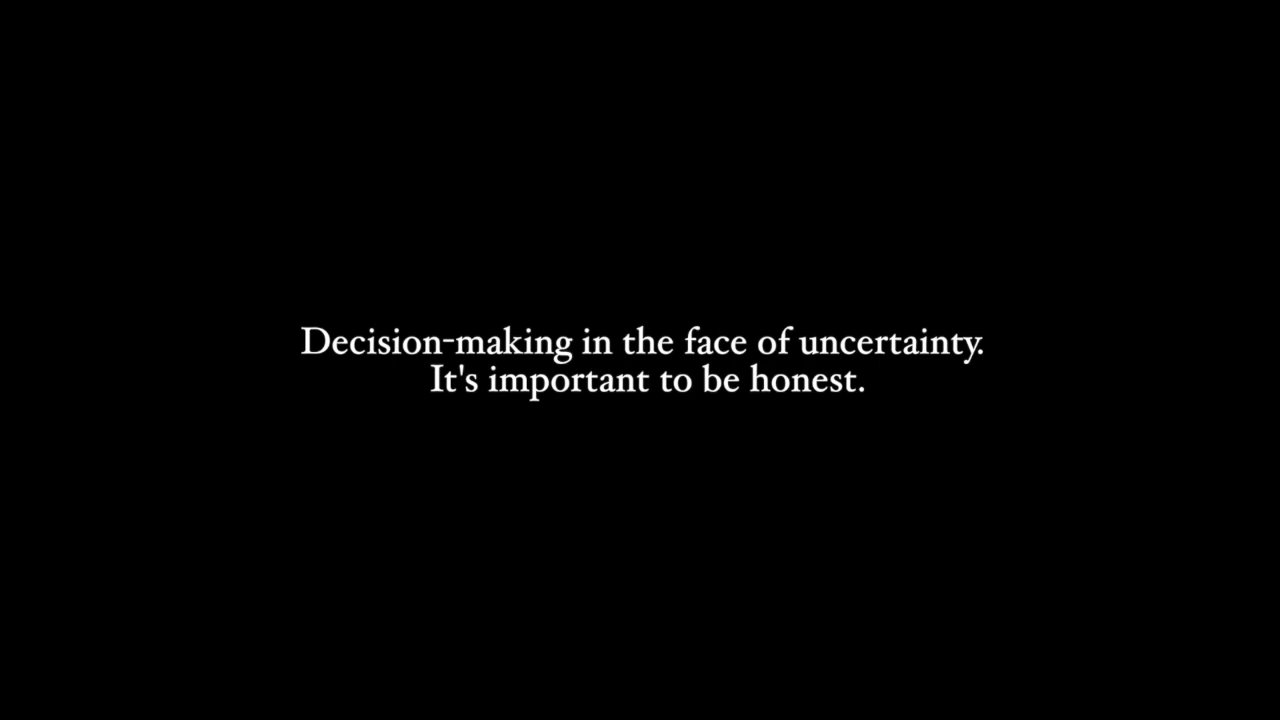 Decision-making in the face of uncertainty.
It's important to be honest.